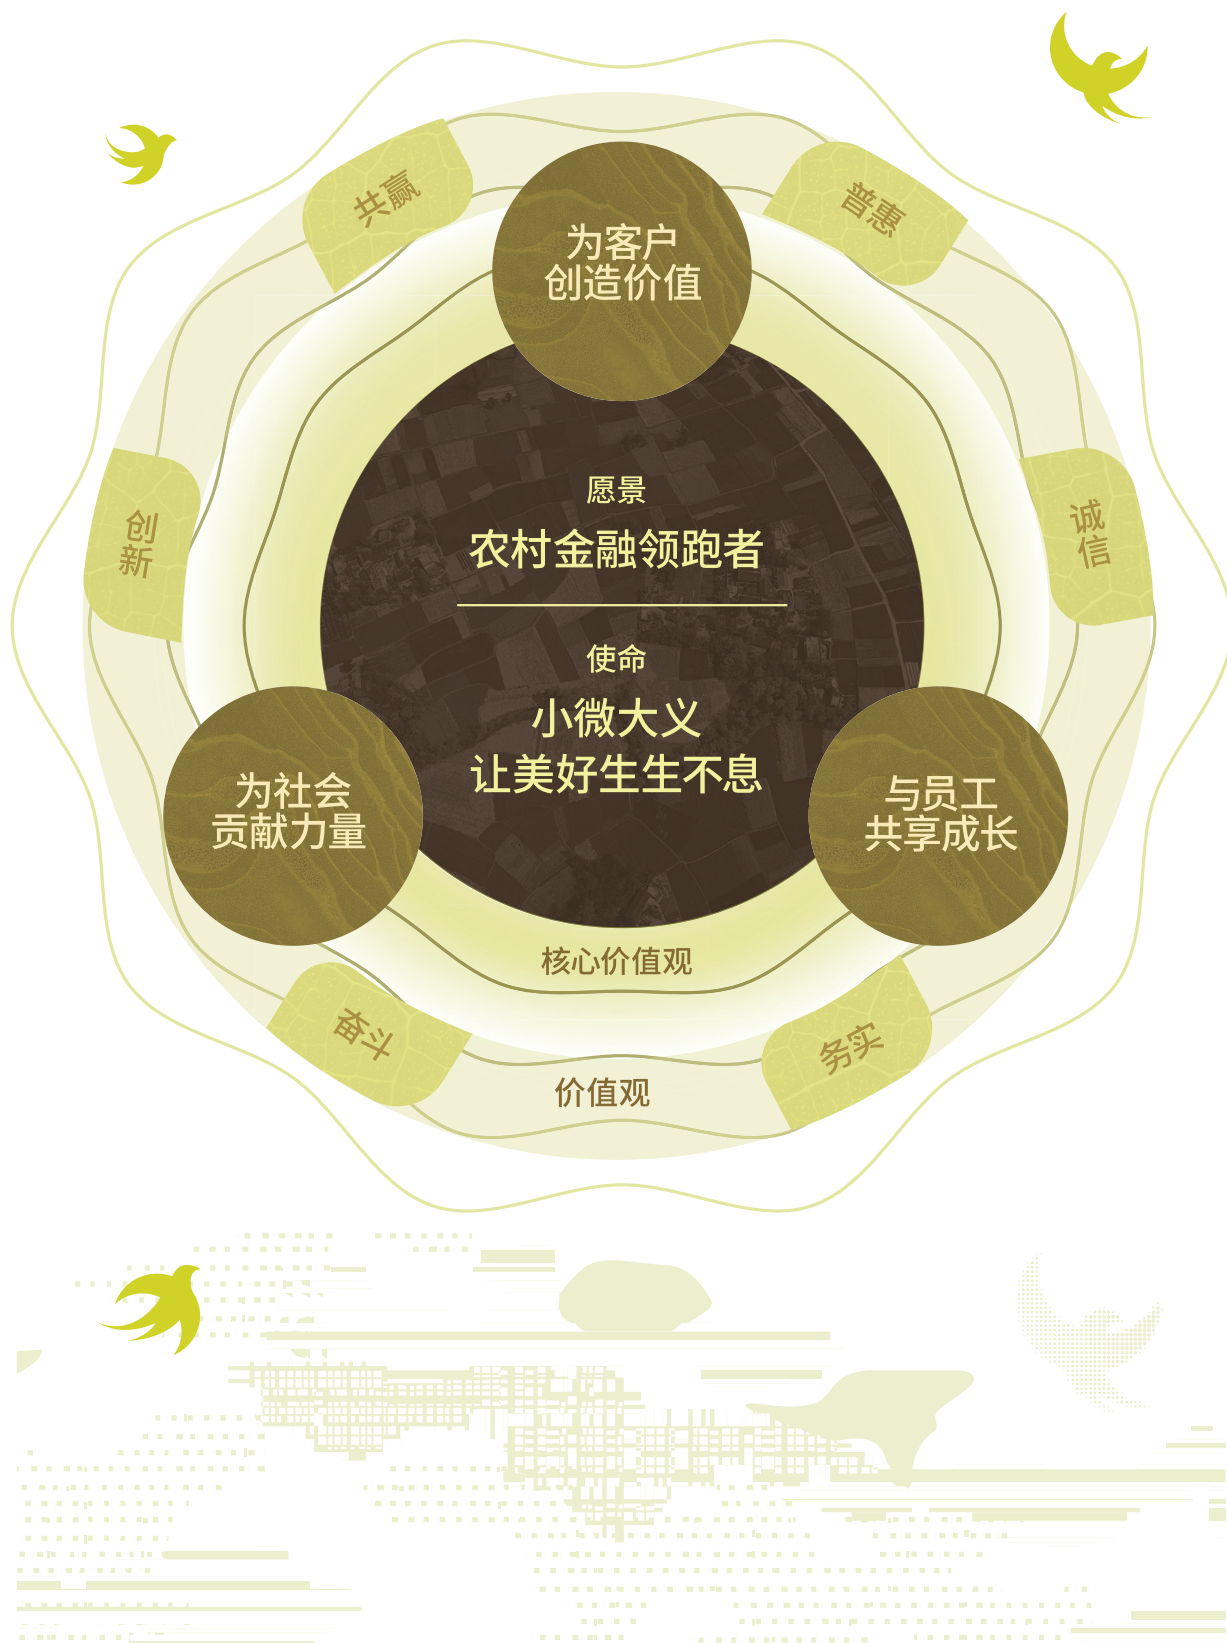 共赢
普惠
为客户
创造价值
愿景
农村金融领跑者
创
新
诚
信
使命
小微大义
让美好生生不息
为社会
贡献力量
与员工
共享成长
核心价值观
奋斗
务实
价值观